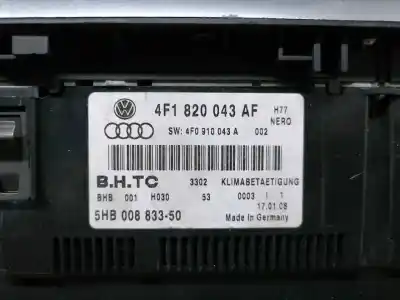 4F1 820 043 AF H77
NERO
SW: 4F0 910 043 A 002
B.H.TC 3302 KLIMABETAETIGUNG
BHB 001 H030 53 0003 1 1
17.01.08
5HB 008 833-50 Made in Germany